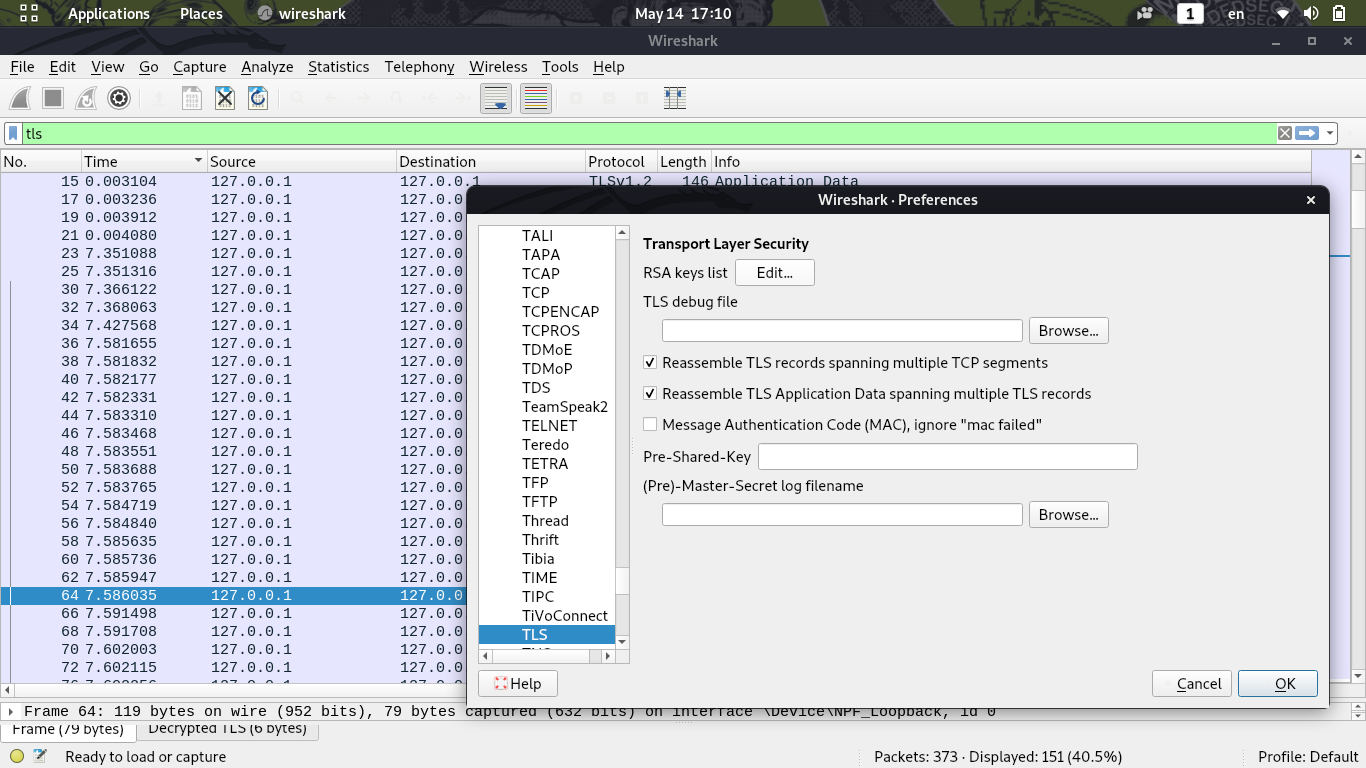 Applications Places wireshark May 14 17:10 1 en
Wireshark
File Edit View Go Capture Analyze Statistics Telephony Wireless Tools Help
tls
No. Time Source Destination Protocol Length Info
15 0.003104 127.0.0.1 127.0.0.1 TLSv1.2 146 Application Data
17 0.003236 127.0.0.1 127.0.0
19 0.003912 127.0.0.1 127.0.0
21 0.004080 127.0.0.1 127.0.0
23 7.351088 127.0.0.1 127.0.0
25 7.351316 127.0.0.1 127.0.0
30 7.366122 127.0.0.1 127.0.0
32 7.368063 127.0.0.1 127.0.0
34 7.427568 127.0.0.1 127.0.0
36 7.581655 127.0.0.1 127.0.0
38 7.581832 127.0.0.1 127.0.0
40 7.582177 127.0.0.1 127.0.0
42 7.582331 127.0.0.1 127.0.0
44 7.583310 127.0.0.1 127.0.0
46 7.583468 127.0.0.1 127.0.0
48 7.583551 127.0.0.1 127.0.0
50 7.583688 127.0.0.1 127.0.0
52 7.583765 127.0.0.1 127.0.0
54 7.584719 127.0.0.1 127.0.0
56 7.584840 127.0.0.1 127.0.0
58 7.585635 127.0.0.1 127.0.0
60 7.585736 127.0.0.1 127.0.0
62 7.585947 127.0.0.1 127.0.0
64 7.586035 127.0.0.1 127.0.0
66 7.591498 127.0.0.1 127.0.0
68 7.591708 127.0.0.1 127.0.0
70 7.602003 127.0.0.1 127.0.0
72 7.602115 127.0.0.1 127.0.0
Wireshark · Preferences
TALI
TAPA
TCAP
TCP
TCPENCAP
TCPROS
TDMoE
TDMoP
TDS
TeamSpeak2
TELNET
Teredo
TETRA
TFP
TFTP
Thread
Thrift
Tibia
TIME
TIPC
TiVoConnect
TLS
Transport Layer Security
RSA keys list Edit...
TLS debug file
Browse...
Reassemble TLS records spanning multiple TCP segments
Reassemble TLS Application Data spanning multiple TLS records
Message Authentication Code (MAC), ignore "mac failed"
Pre-Shared-Key
(Pre)-Master-Secret log filename
Browse...
Help Cancel OK
Frame 64: 119 bytes on wire (952 bits), 79 bytes captured (632 bits) on interface \Device\NPF_Loopback, id 0
Frame (79 bytes) Decrypted TLS (6 bytes)
Ready to load or capture Packets: 373 · Displayed: 151 (40.5%) Profile: Default